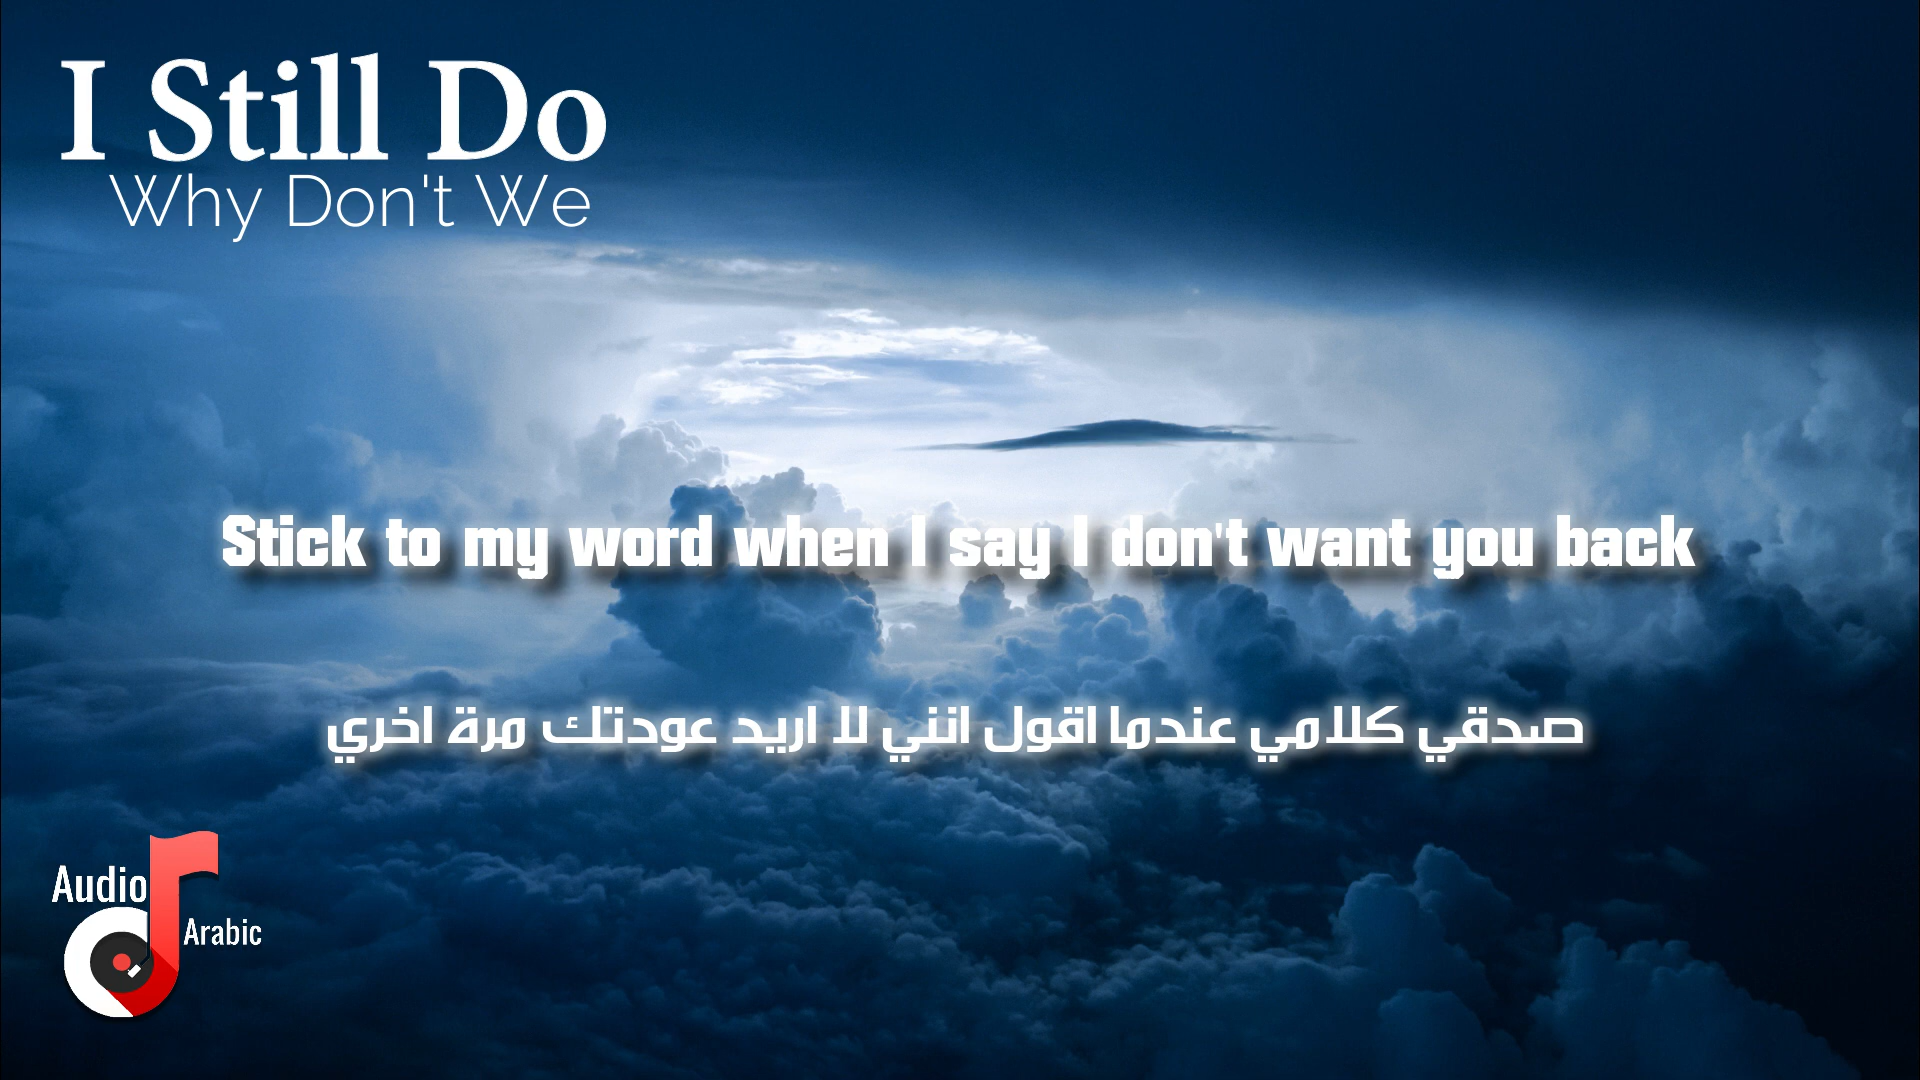 I Still Do
Why Don't We
Stick to my word when I say I don't want you back
صدقي كلامي عندما اقول انني لا اريد عودتك مرة اخري
Audio
Arabic